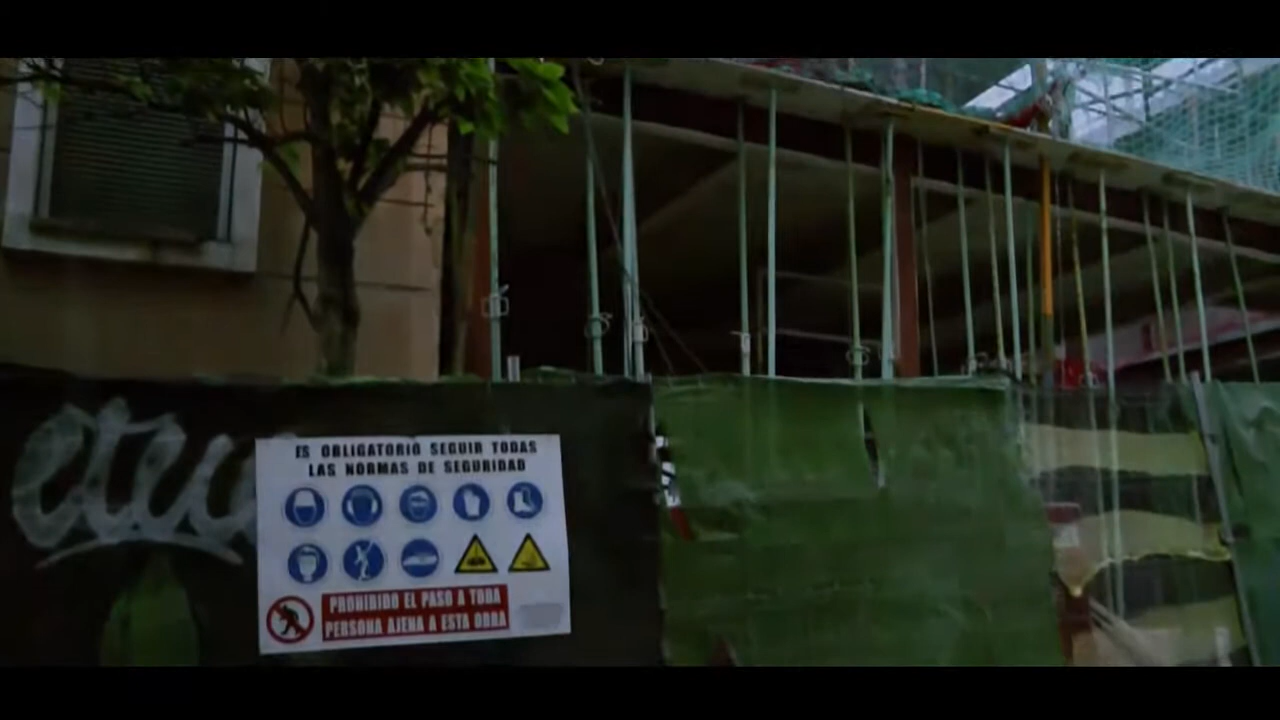 ES OBLIGATORIO SEGUIR TODAS
LAS NORMAS DE SEGURIDAD
PROHIBIDO EL PASO A TODA
PERSONA AJENA A ESTA OBRA